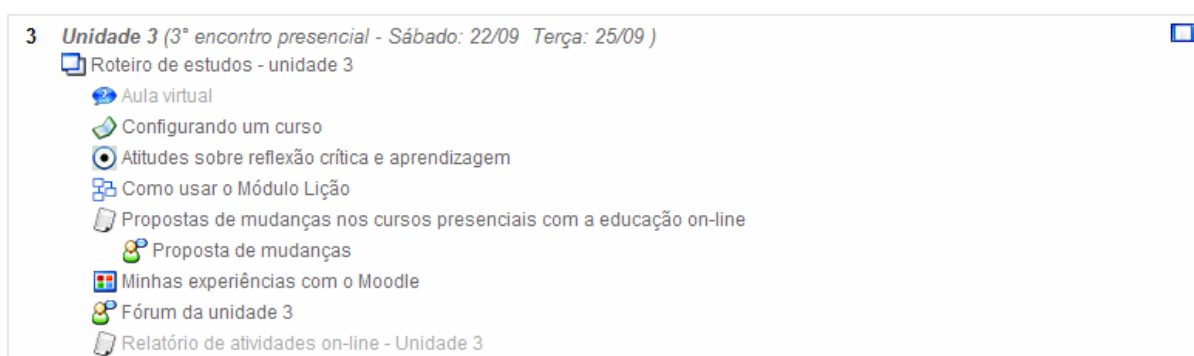 3 Unidade 3 (3° encontro presencial - Sábado: 22/09 Terça: 25/09 )
Roteiro de estudos - unidade 3
Aula virtual
Configurando um curso
Atitudes sobre reflexão crítica e aprendizagem
Como usar o Módulo Lição
Propostas de mudanças nos cursos presenciais com a educação on-line
Proposta de mudanças
Minhas experiências com o Moodle
Fórum da unidade 3
Relatório de atividades on-line - Unidade 3